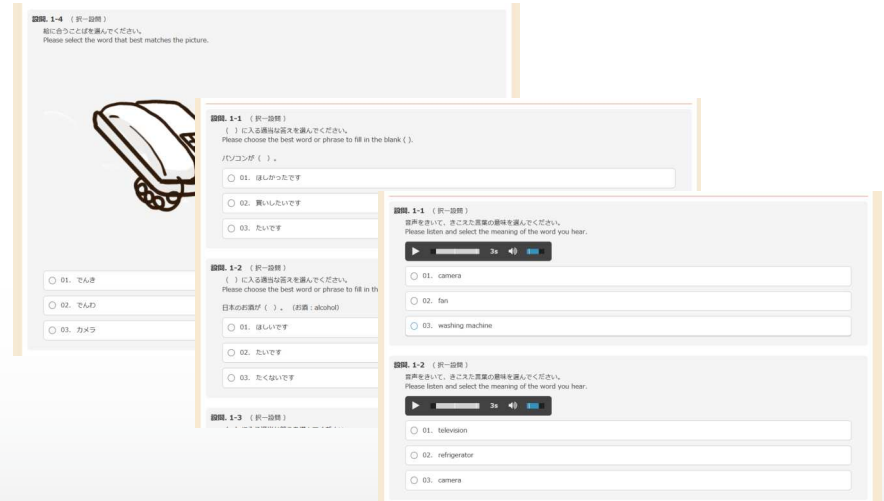 設問. 1-4 （ 択一設問 ）
絵に合うことばを選んでください。
Please select the word that best matches the picture.
01. でんき
02. でんわ
03. カメラ
設問. 1-1 （ 択一設問 ）
（　）に入る適当な答えを選んでください。
Please choose the best word or phrase to fill in the blank ( ).
パソコンが（　）。
01. ほしかったです
02. 買いしたいです
03. たいです
設問. 1-2 （ 択一設問 ）
（　）に入る適当な答えを選んでください。
Please choose the best word or phrase to fill in th
日本のお酒が（　）。（お酒：alcohol）
01. ほしいです
02. たいです
03. たくないです
設問. 1-3 （ 択一設問 ）
設問. 1-1 （ 択一設問 ）
音声をきいて、きこえた言葉の意味を選んでください。
Please listen and select the meaning of the word you hear.
3s
01. camera
02. fan
03. washing machine
設問. 1-2 （ 択一設問 ）
音声をきいて、きこえた言葉の意味を選んでください。
Please listen and select the meaning of the word you hear.
3s
01. television
02. refrigerator
03. camera